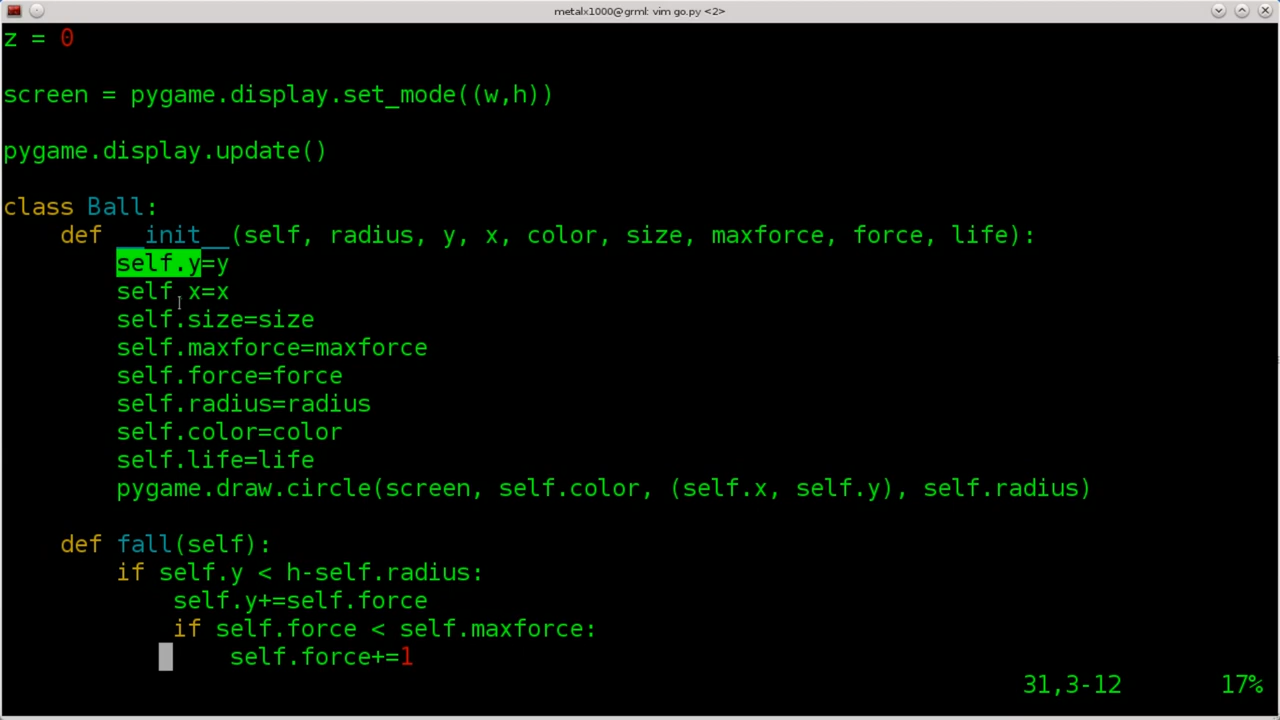 metalx1000@grml: vim go.py <2>
z = 0
screen = pygame.display.set_mode((w,h))
pygame.display.update()
class Ball:
def __init__(self, radius, y, x, color, size, maxforce, force, life):
self.y=y
self.x=x
self.size=size
self.maxforce=maxforce
self.force=force
self.radius=radius
self.color=color
self.life=life
pygame.draw.circle(screen, self.color, (self.x, self.y), self.radius)
def fall(self):
if self.y < h-self.radius:
self.y+=self.force
if self.force < self.maxforce:
self.force+=1
31,3-12 17%